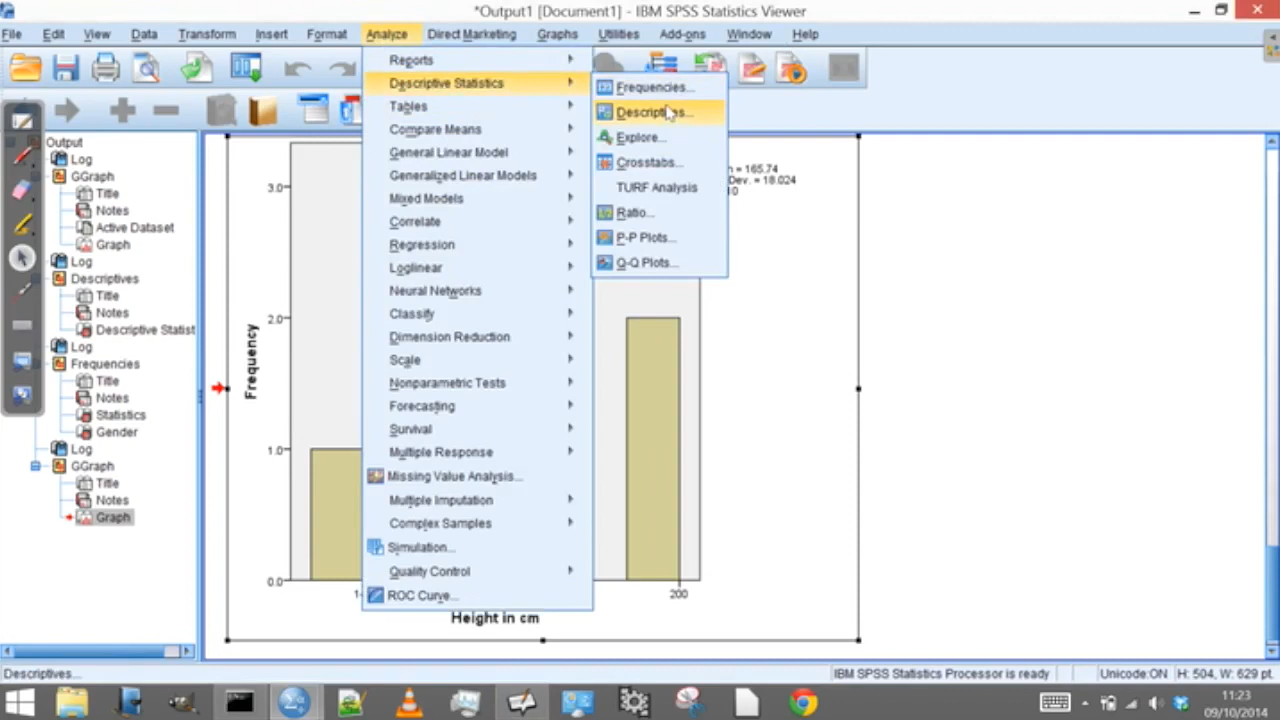 *Output1 [Document1] - IBM SPSS Statistics Viewer
File Edit View Data Transform Insert Format Analyze Direct Marketing Graphs Utilities Add-ons Window Help
Reports
Descriptive Statistics
Tables
Compare Means
General Linear Model
Generalized Linear Models
Mixed Models
Correlate
Regression
Loglinear
Neural Networks
Classify
Dimension Reduction
Scale
Nonparametric Tests
Forecasting
Survival
Multiple Response
Missing Value Analysis...
Multiple Imputation
Complex Samples
Simulation...
Quality Control
ROC Curve...
Frequencies...
Descriptives...
Explore...
Crosstabs...
TURF Analysis
Ratio...
P-P Plots...
Q-Q Plots...
Output
Log
GGraph
Title
Notes
Active Dataset
Graph
Log
Descriptives
Title
Notes
Descriptive Statist
Log
Frequencies
Title
Notes
Statistics
Gender
Log
GGraph
Title
Notes
Graph
n = 165.74
Dev. = 18.024
0
3.0
2.0
1.0
0.0
Frequency
1
200
Height in cm
Descriptives...
IBM SPSS Statistics Processor is ready
Unicode:ON
H: 504, W: 629 pt.
11:23
09/10/2014